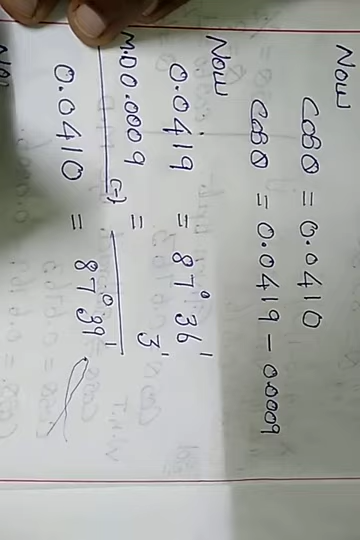 Now
Cosθ = 0.0410
Cosθ = 0.0419 - 0.0009
Now
0.0419 = 87° 36'
M.D 0.0009 = 3'
(-)
0.0410 = 87° 39'